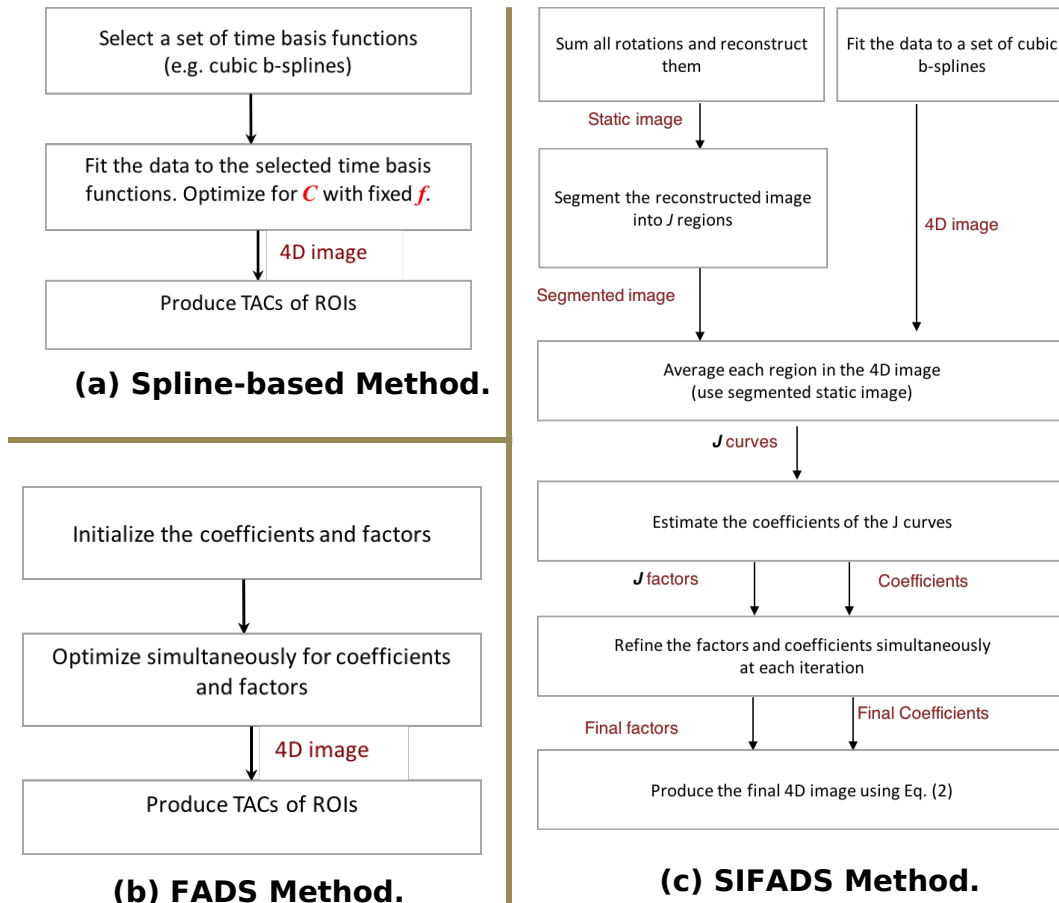 Select a set of time basis functions
(e.g. cubic b-splines)
Fit the data to the selected time basis
functions. Optimize for C with fixed f.
4D image
Produce TACs of ROIs
(a) Spline-based Method.
Initialize the coefficients and factors
Optimize simultaneously for coefficients
and factors
4D image
Produce TACs of ROIs
(b) FADS Method.
Sum all rotations and reconstruct
them
Fit the data to a set of cubic
b-splines
Static image
Segment the reconstructed image
into J regions
4D image
Segmented image
Average each region in the 4D image
(use segmented static image)
J curves
Estimate the coefficients of the J curves
J factors
Coefficients
Refine the factors and coefficients simultaneously
at each iteration
Final factors
Final Coefficients
Produce the final 4D image using Eq. (2)
(c) SIFADS Method.